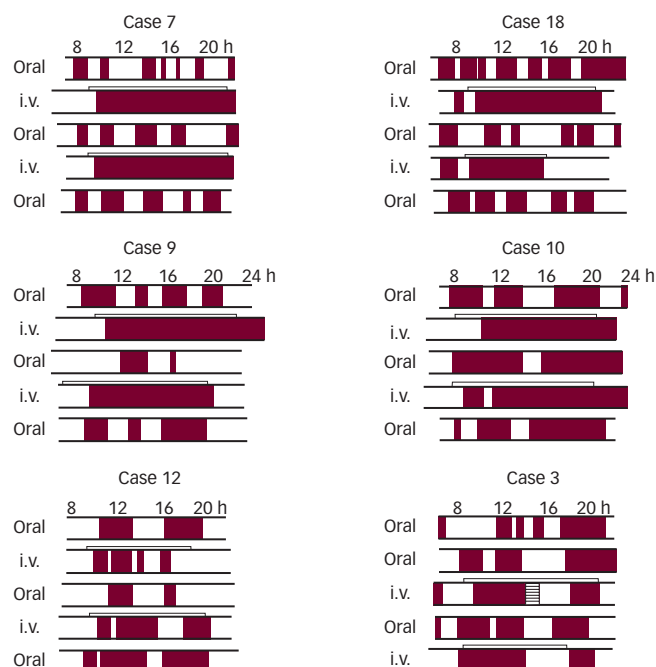 Case 7
8 12 16 20 h
Oral
i.v.
Oral
i.v.
Oral
Case 18
8 12 16 20 h
Oral
i.v.
Oral
i.v.
Oral
Case 9
8 12 16 20 24 h
Oral
i.v.
Oral
i.v.
Oral
Case 10
8 12 16 20 24 h
Oral
i.v.
Oral
i.v.
Oral
Case 12
8 12 16 20 h
Oral
i.v.
Oral
i.v.
Oral
Case 3
8 12 16 20 h
Oral
Oral
i.v.
Oral
i.v.